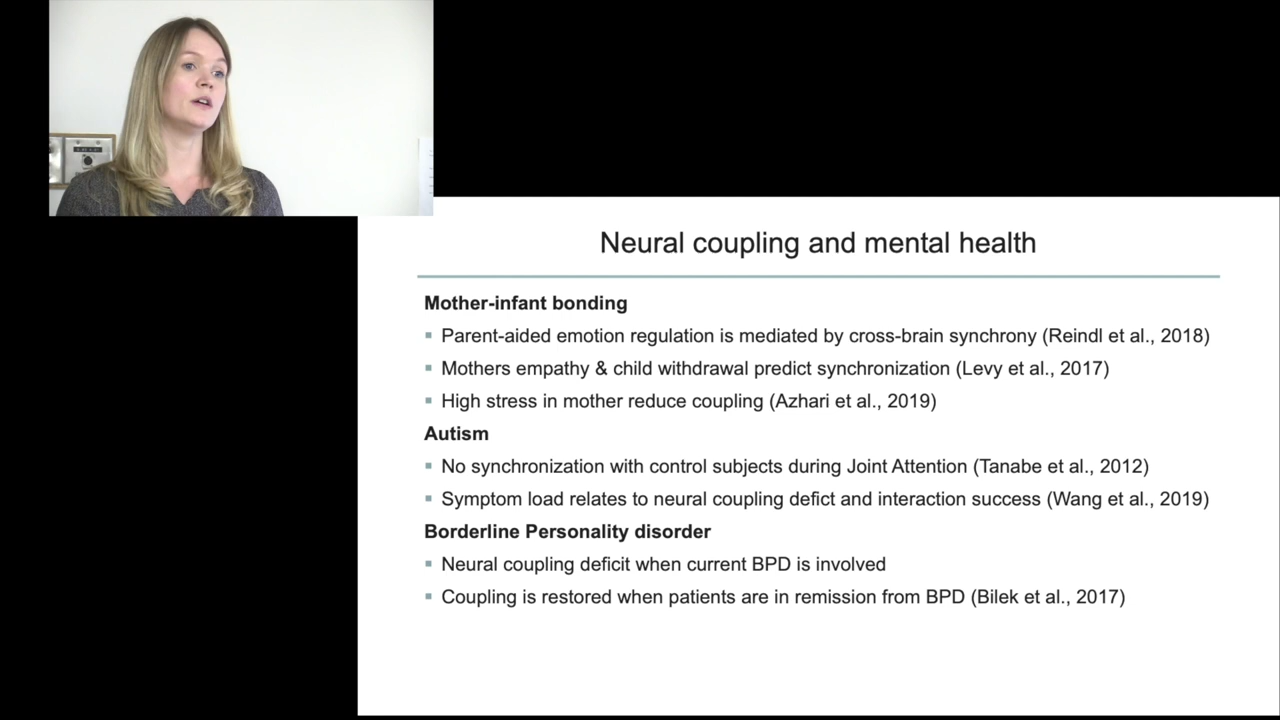 Neural coupling and mental health
Mother-infant bonding
Parent-aided emotion regulation is mediated by cross-brain synchrony (Reindl et al., 2018)
Mothers empathy & child withdrawal predict synchronization (Levy et al., 2017)
High stress in mother reduce coupling (Azhari et al., 2019)
Autism
No synchronization with control subjects during Joint Attention (Tanabe et al., 2012)
Symptom load relates to neural coupling defict and interaction success (Wang et al., 2019)
Borderline Personality disorder
Neural coupling deficit when current BPD is involved
Coupling is restored when patients are in remission from BPD (Bilek et al., 2017)